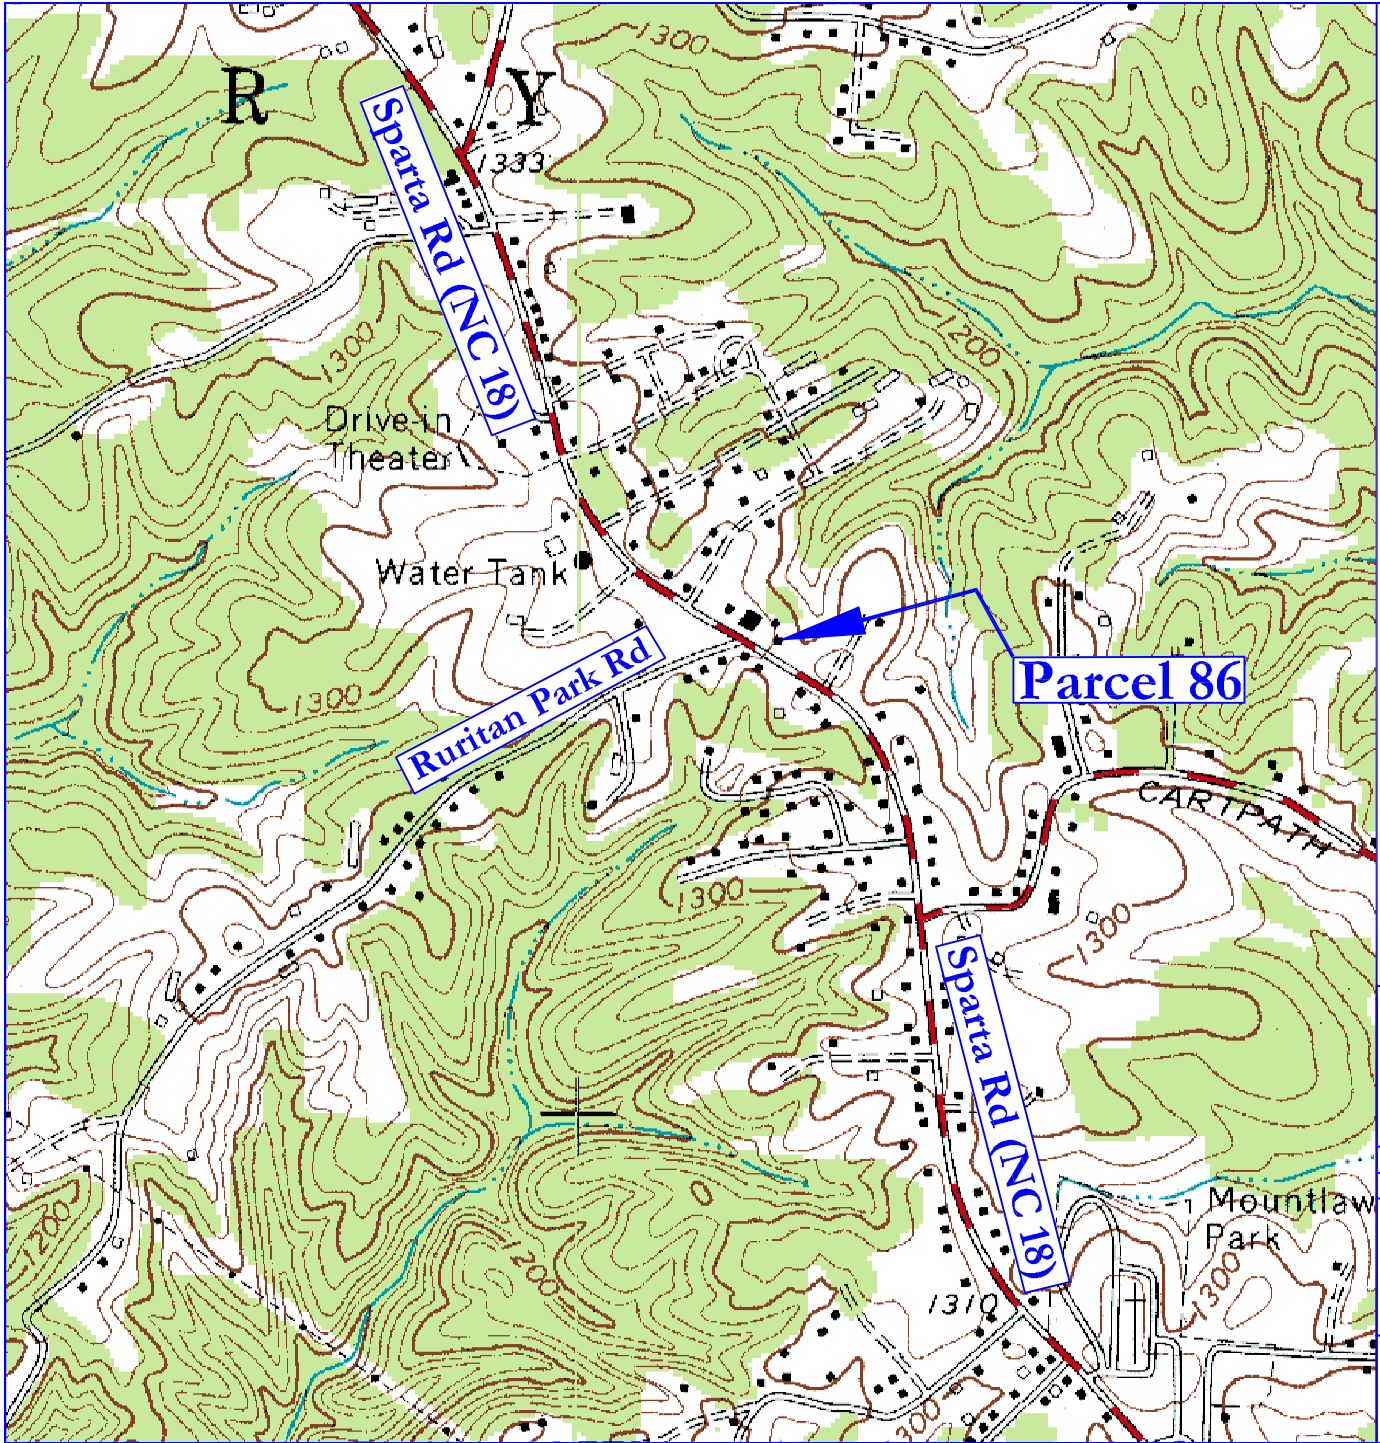 1300
R Y
Sparta Rd (NC 18)
1333
1300
1200
Drive-in
Theater
Water Tank
Ruritan Park Rd
Parcel 86
1300
CARTPATH
1300
1300
Sparta Rd (NC 18)
1200
1200
Mountlaw
Park
1300
1310
300